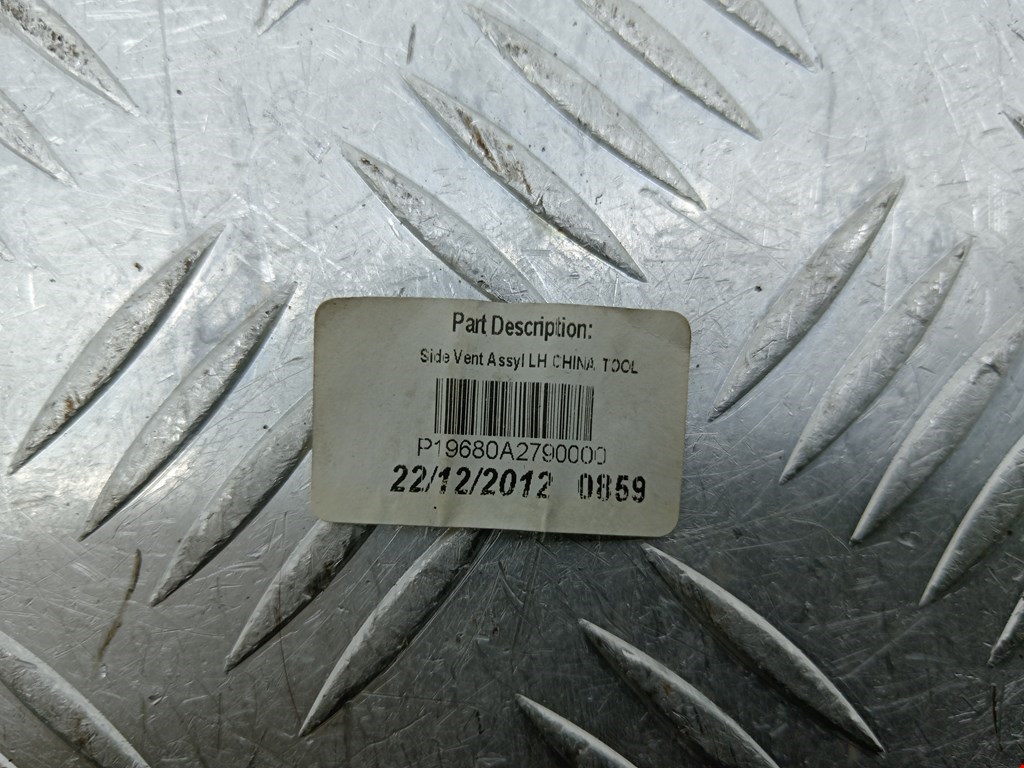 Part Description:
Side Vent Assyl LH CHINA TOOL
P19680A2790000
22/12/2012 0859